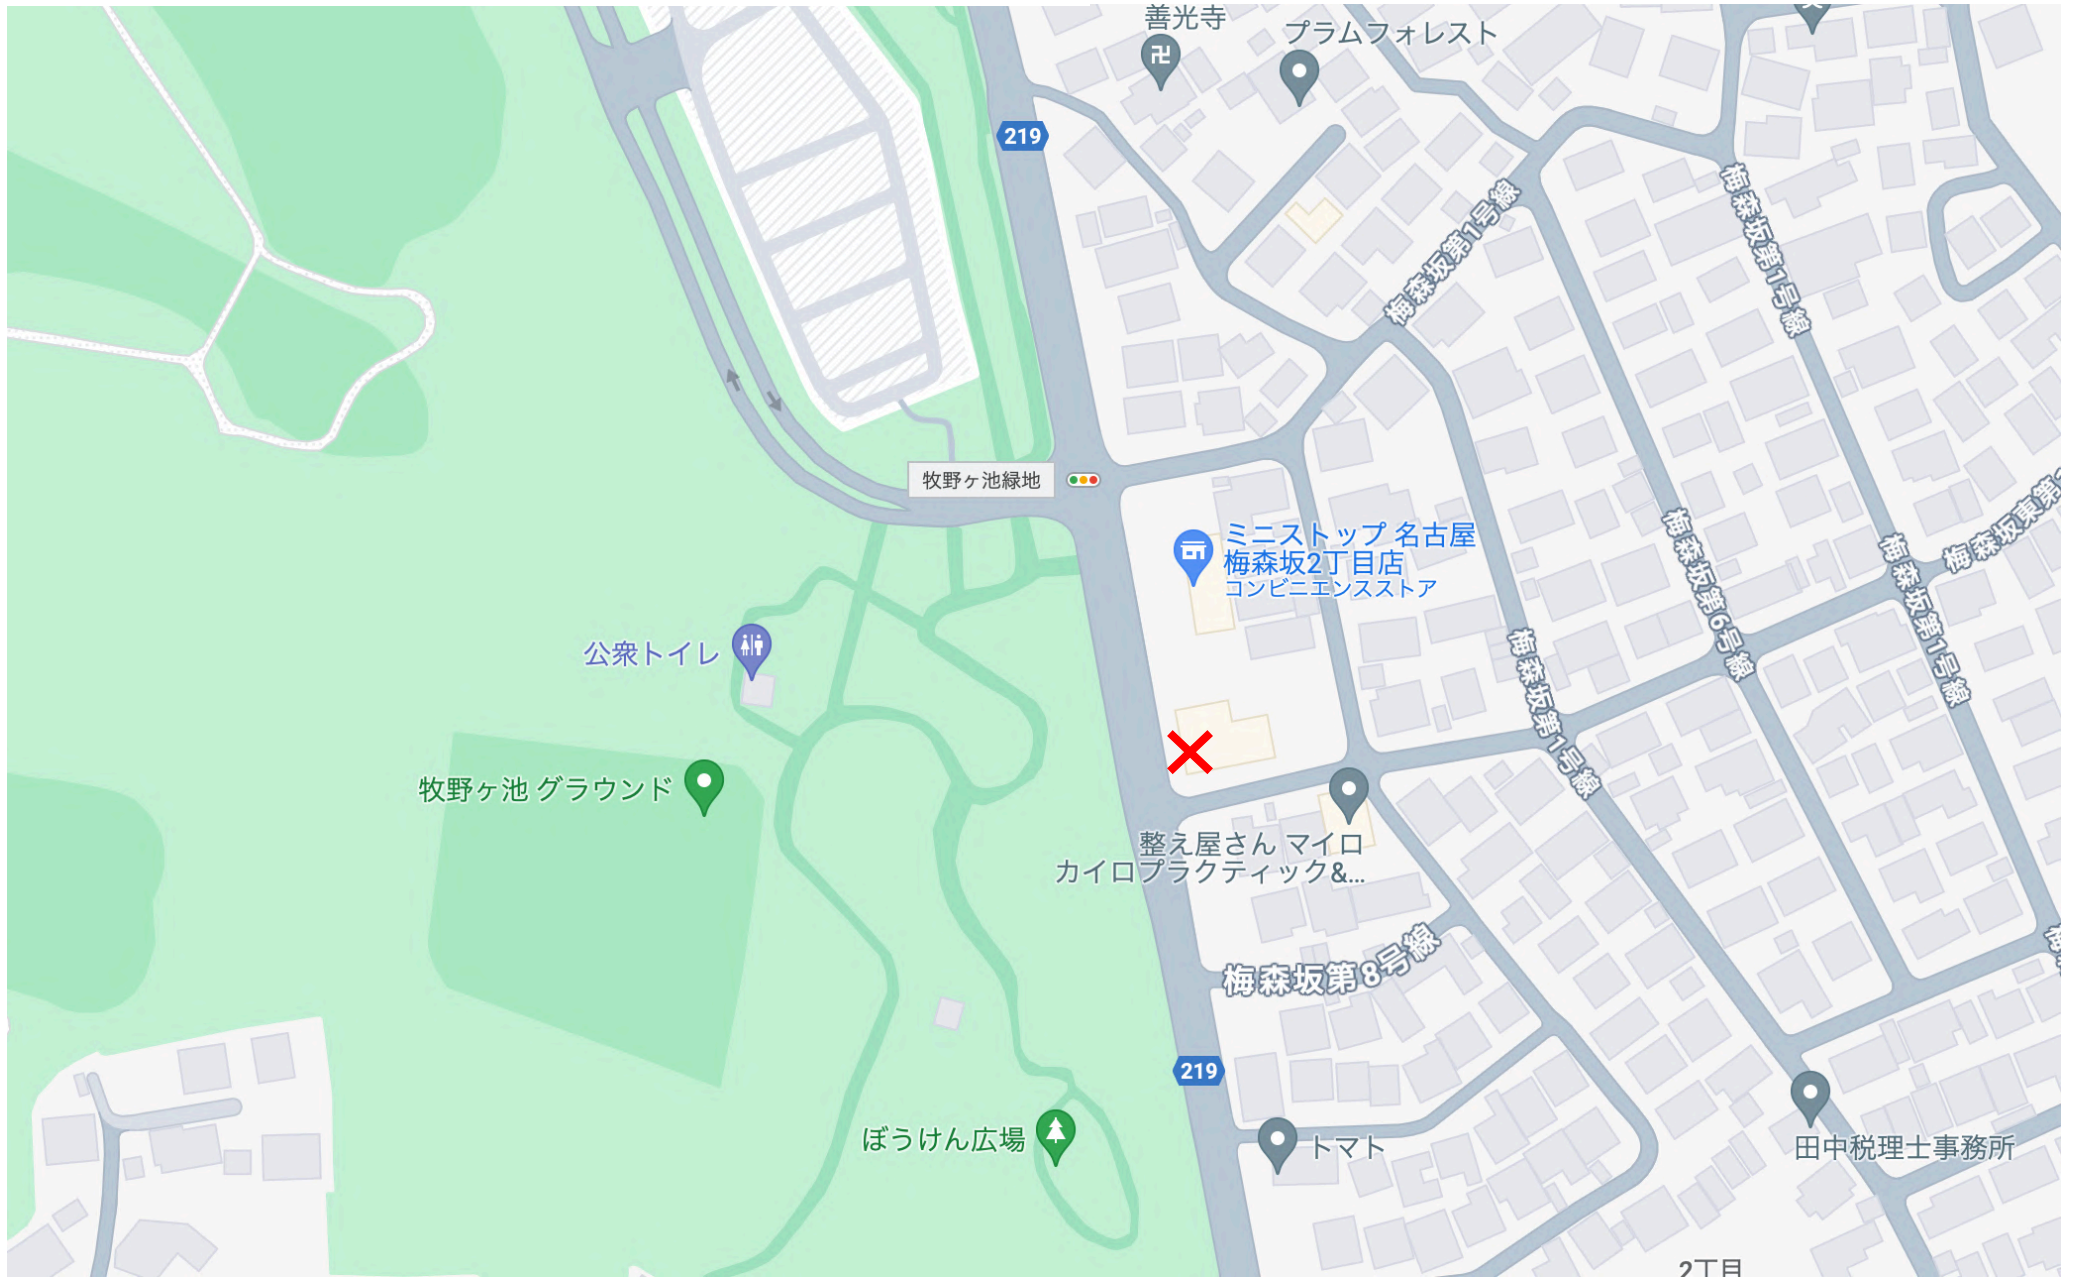 善光寺
プラムフォレスト
219
梅森坂第1号線
梅森坂第1号線
牧野ヶ池緑地
ミニストップ 名古屋
梅森坂2丁目店
コンビニエンスストア
梅森坂第6号線
梅森坂第1号線
梅森坂東第
公衆トイレ
梅森坂第1号線
牧野ヶ池 グラウンド
整え屋さん マイロ
カイロプラクティック&...
梅森坂第8号線
219
ぼうけん広場
トマト
田中税理士事務所
2丁目